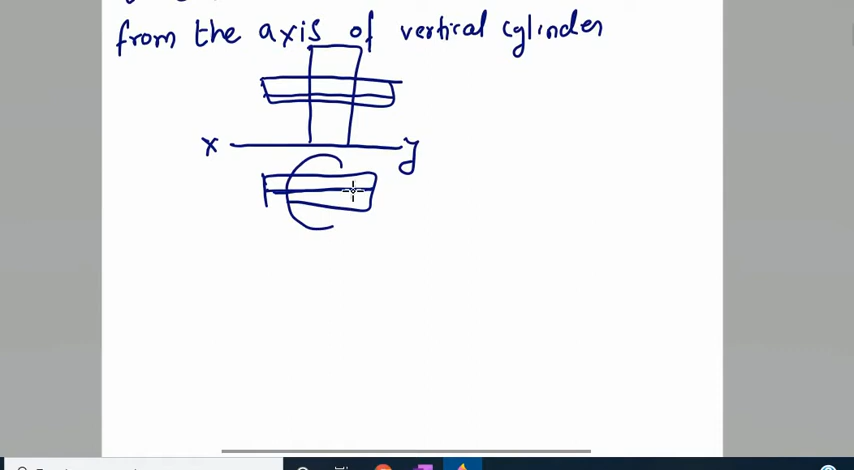 from the axis of vertical cylinder
x y